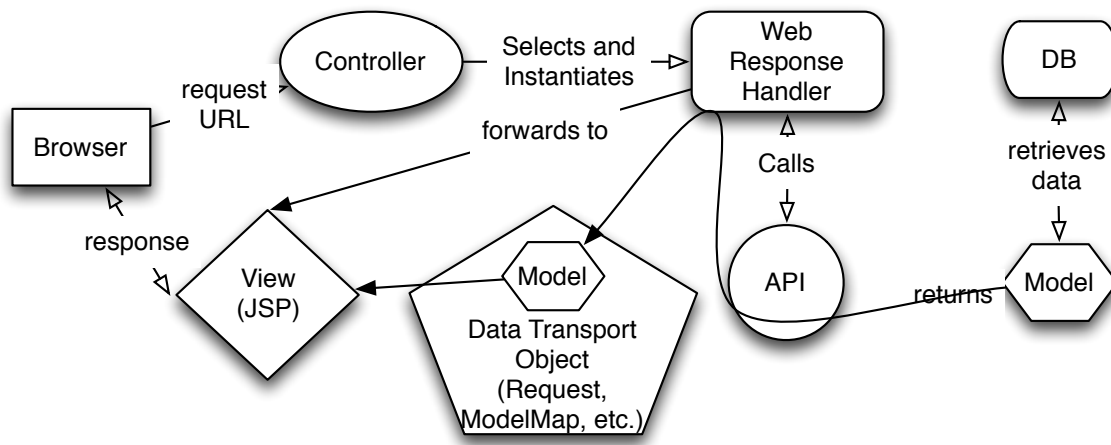 Controller
Selects and
Instantiates
Web
Response
Handler
DB
request
URL
Browser
forwards to
Calls
retrieves
data
response
View
(JSP)
Model
API
returns
Model
Data Transport
Object
(Request,
ModelMap, etc.)